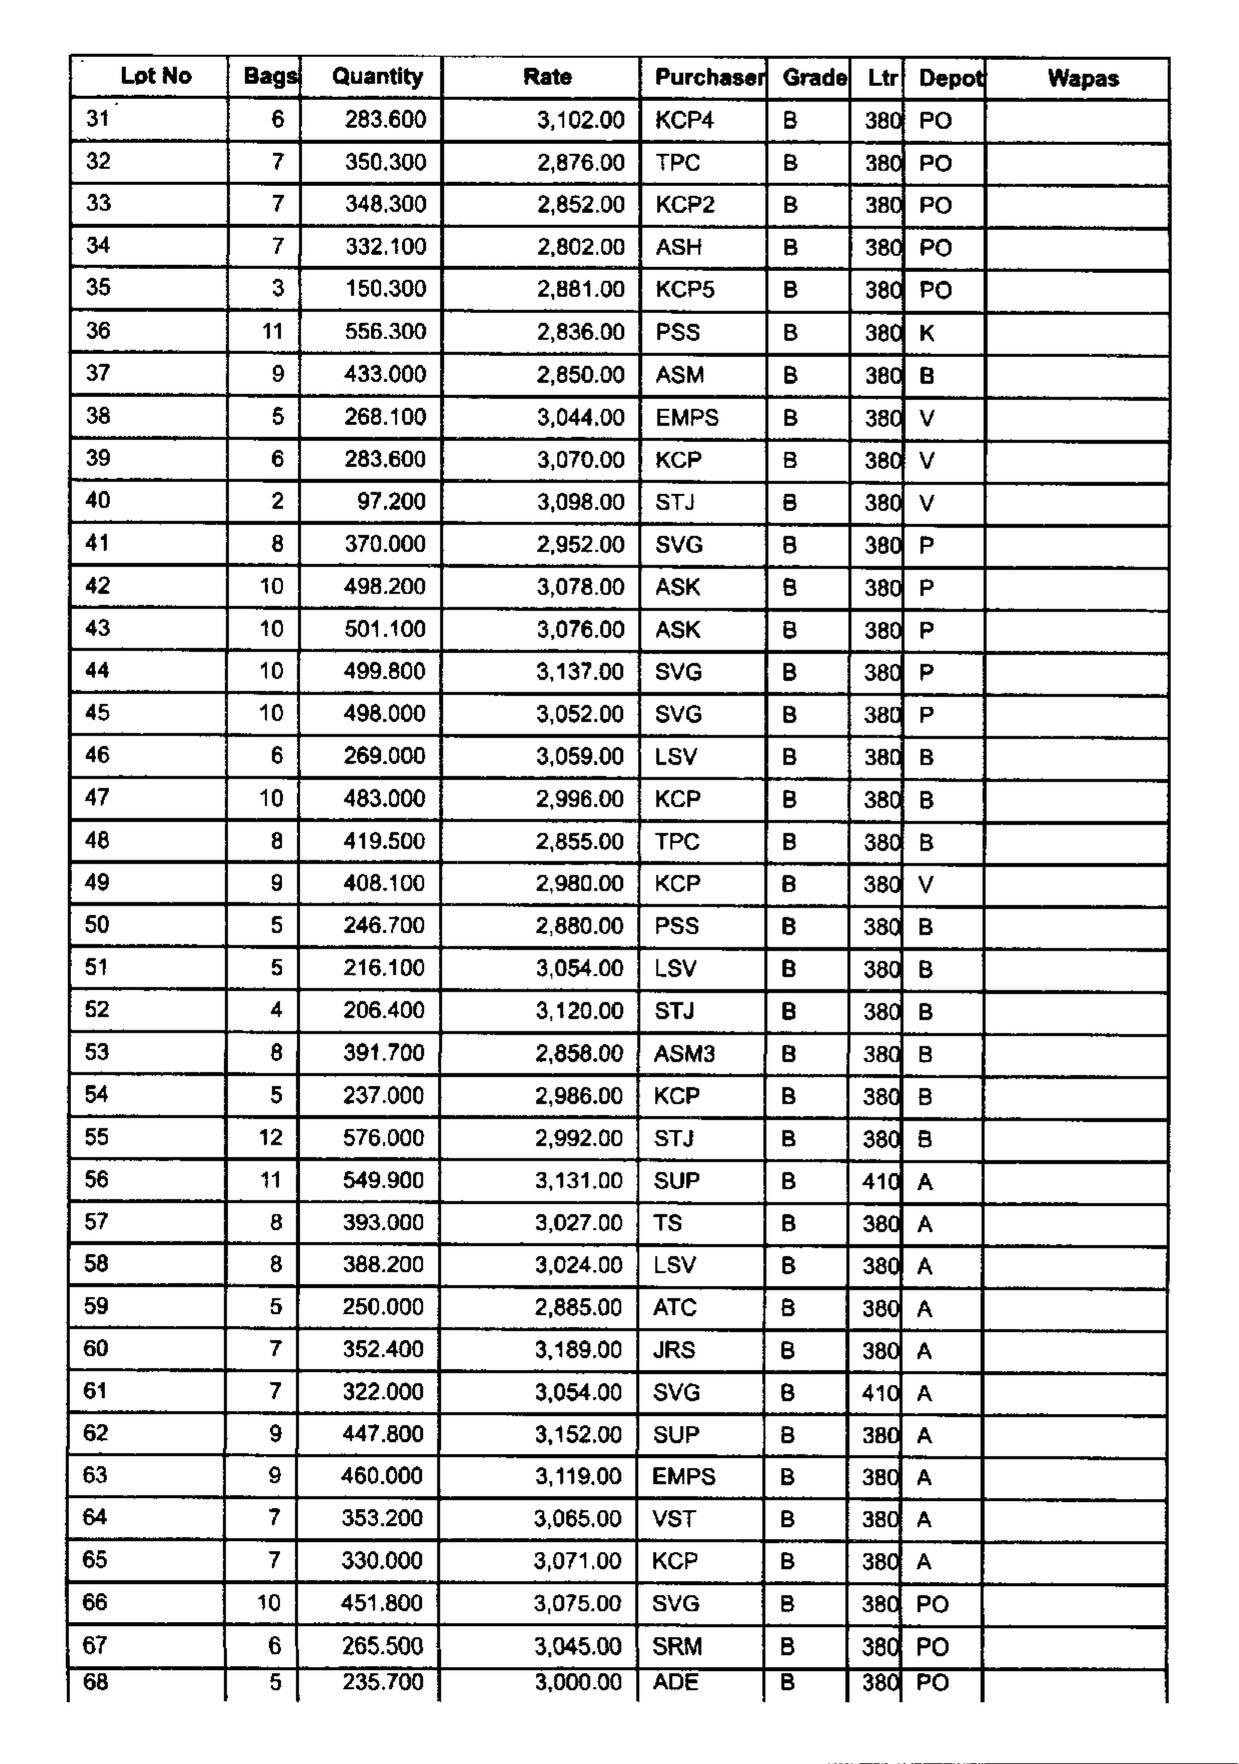 Lot No Bags Quantity Rate Purchaser Grade Ltr Depot Wapas
31 6 283.600 3,102.00 KCP4 B 380 PO
32 7 350.300 2,876.00 TPC B 380 PO
33 7 348.300 2,852.00 KCP2 B 380 PO
34 7 332.100 2,802.00 ASH B 380 PO
35 3 150.300 2,881.00 KCP5 B 380 PO
36 11 556.300 2,836.00 PSS B 380 K
37 9 433.000 2,850.00 ASM B 380 B
38 5 268.100 3,044.00 EMPS B 380 V
39 6 283.600 3,070.00 KCP B 380 V
40 2 97.200 3,098.00 STJ B 380 V
41 8 370.000 2,952.00 SVG B 380 P
42 10 498.200 3,078.00 ASK B 380 P
43 10 501.100 3,076.00 ASK B 380 P
44 10 499.800 3,137.00 SVG B 380 P
45 10 498.000 3,052.00 SVG B 380 P
46 6 269.000 3,059.00 LSV B 380 B
47 10 483.000 2,996.00 KCP B 380 B
48 8 419.500 2,855.00 TPC B 380 B
49 9 408.100 2,980.00 KCP B 380 V
50 5 246.700 2,880.00 PSS B 380 B
51 5 216.100 3,054.00 LSV B 380 B
52 4 206.400 3,120.00 STJ B 380 B
53 8 391.700 2,858.00 ASM3 B 380 B
54 5 237.000 2,986.00 KCP B 380 B
55 12 576.000 2,992.00 STJ B 380 B
56 11 549.900 3,131.00 SUP B 410 A
57 8 393.000 3,027.00 TS B 380 A
58 8 388.200 3,024.00 LSV B 380 A
59 5 250.000 2,885.00 ATC B 380 A
60 7 352.400 3,189.00 JRS B 380 A
61 7 322.000 3,054.00 SVG B 410 A
62 9 447.800 3,152.00 SUP B 380 A
63 9 460.000 3,119.00 EMPS B 380 A
64 7 353.200 3,065.00 VST B 380 A
65 7 330.000 3,071.00 KCP B 380 A
66 10 451.800 3,075.00 SVG B 380 PO
67 6 265.500 3,045.00 SRM B 380 PO
68 5 235.700 3,000.00 ADE B 380 PO